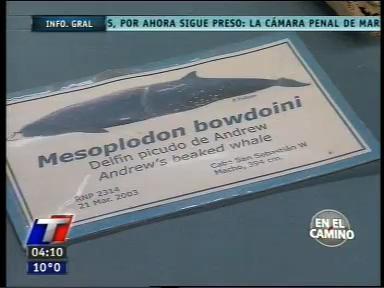 INFO. GRAL
S, POR AHORA SIGUE PRESO: LA CÁMARA PENAL DE MAR
Mesoplodon bowdoini
Delfín picudo de Andrew
Andrew's beaked whale
RNP 2314
21 Mar. 2003
Cabo San Sebastián W
Macho, 394 cm.
EN EL
CAMINO
T
04:10
10°0